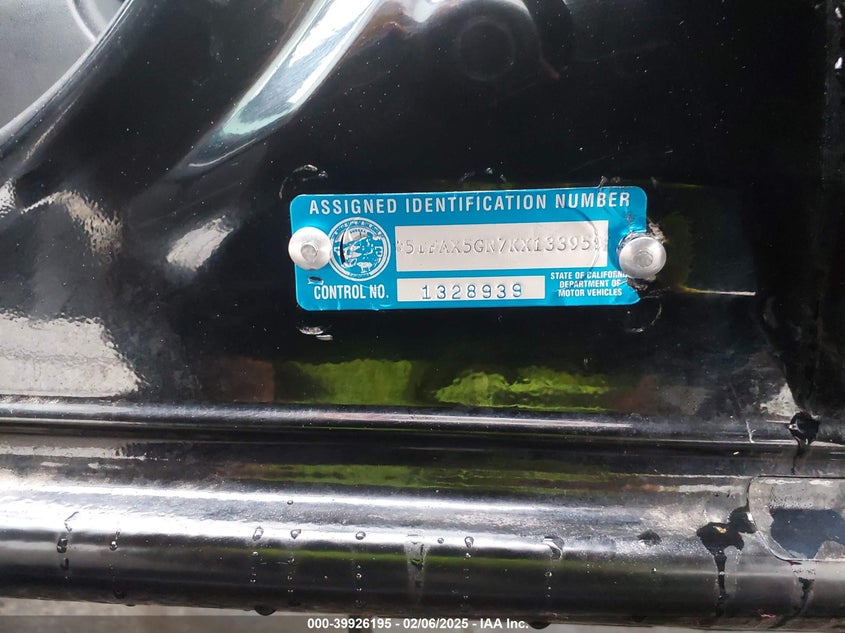 ASSIGNED IDENTIFICATION NUMBER
*5TFAX5GN7KX133959*
CONTROL NO. 1328939
STATE OF CALIFORNIA
DEPARTMENT OF
MOTOR VEHICLES
000-39926195 - 02/06/2025 - IAA Inc.